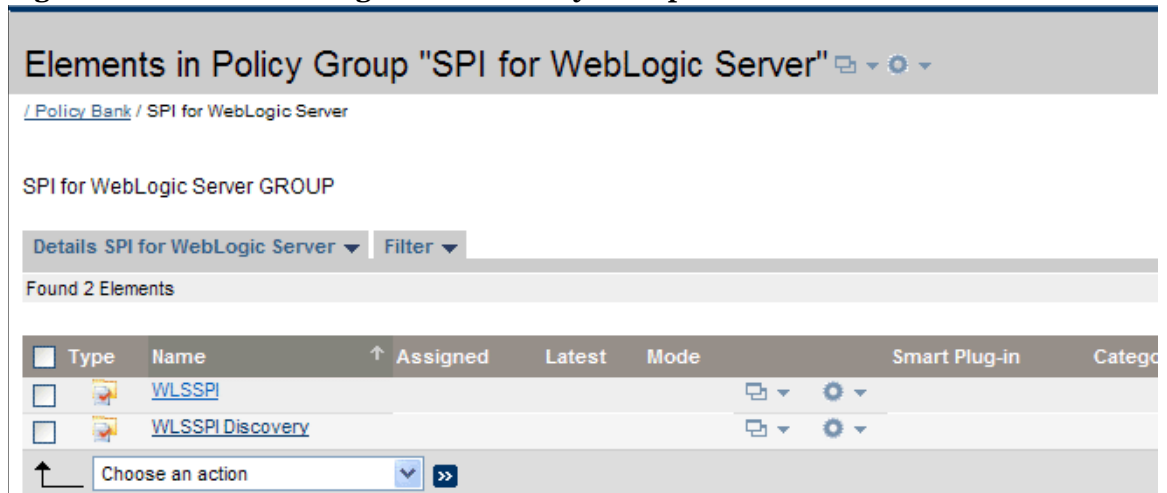 Elements in Policy Group "SPI for WebLogic Server"
/ Policy Bank / SPI for WebLogic Server
SPI for WebLogic Server GROUP
Details SPI for WebLogic Server Filter
Found 2 Elements
Type Name Assigned Latest Mode Smart Plug-in Catego
WLSSPI
WLSSPI Discovery
Choose an action